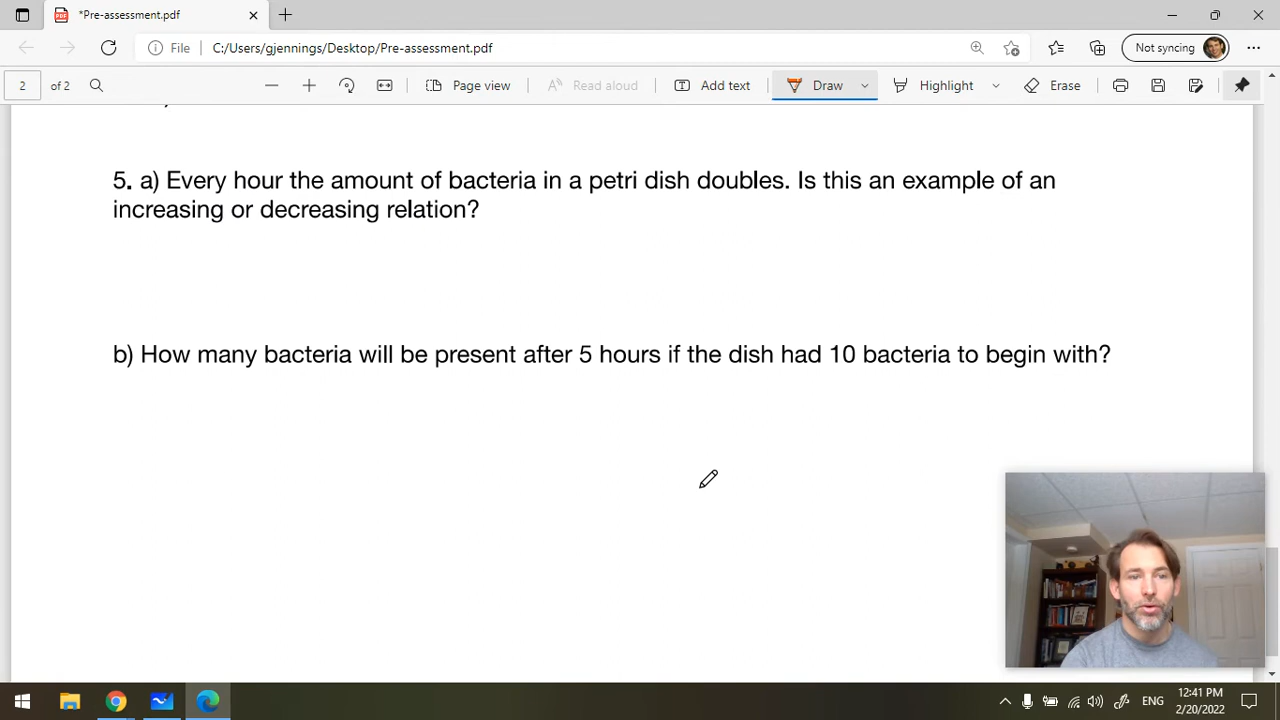 *Pre-assessment.pdf
File C:/Users/gjennings/Desktop/Pre-assessment.pdf Not syncing
2 of 2 Page view Read aloud Add text Draw Highlight Erase
5. a) Every hour the amount of bacteria in a petri dish doubles. Is this an example of an
increasing or decreasing relation?
b) How many bacteria will be present after 5 hours if the dish had 10 bacteria to begin with?
ENG 12:41 PM
2/20/2022